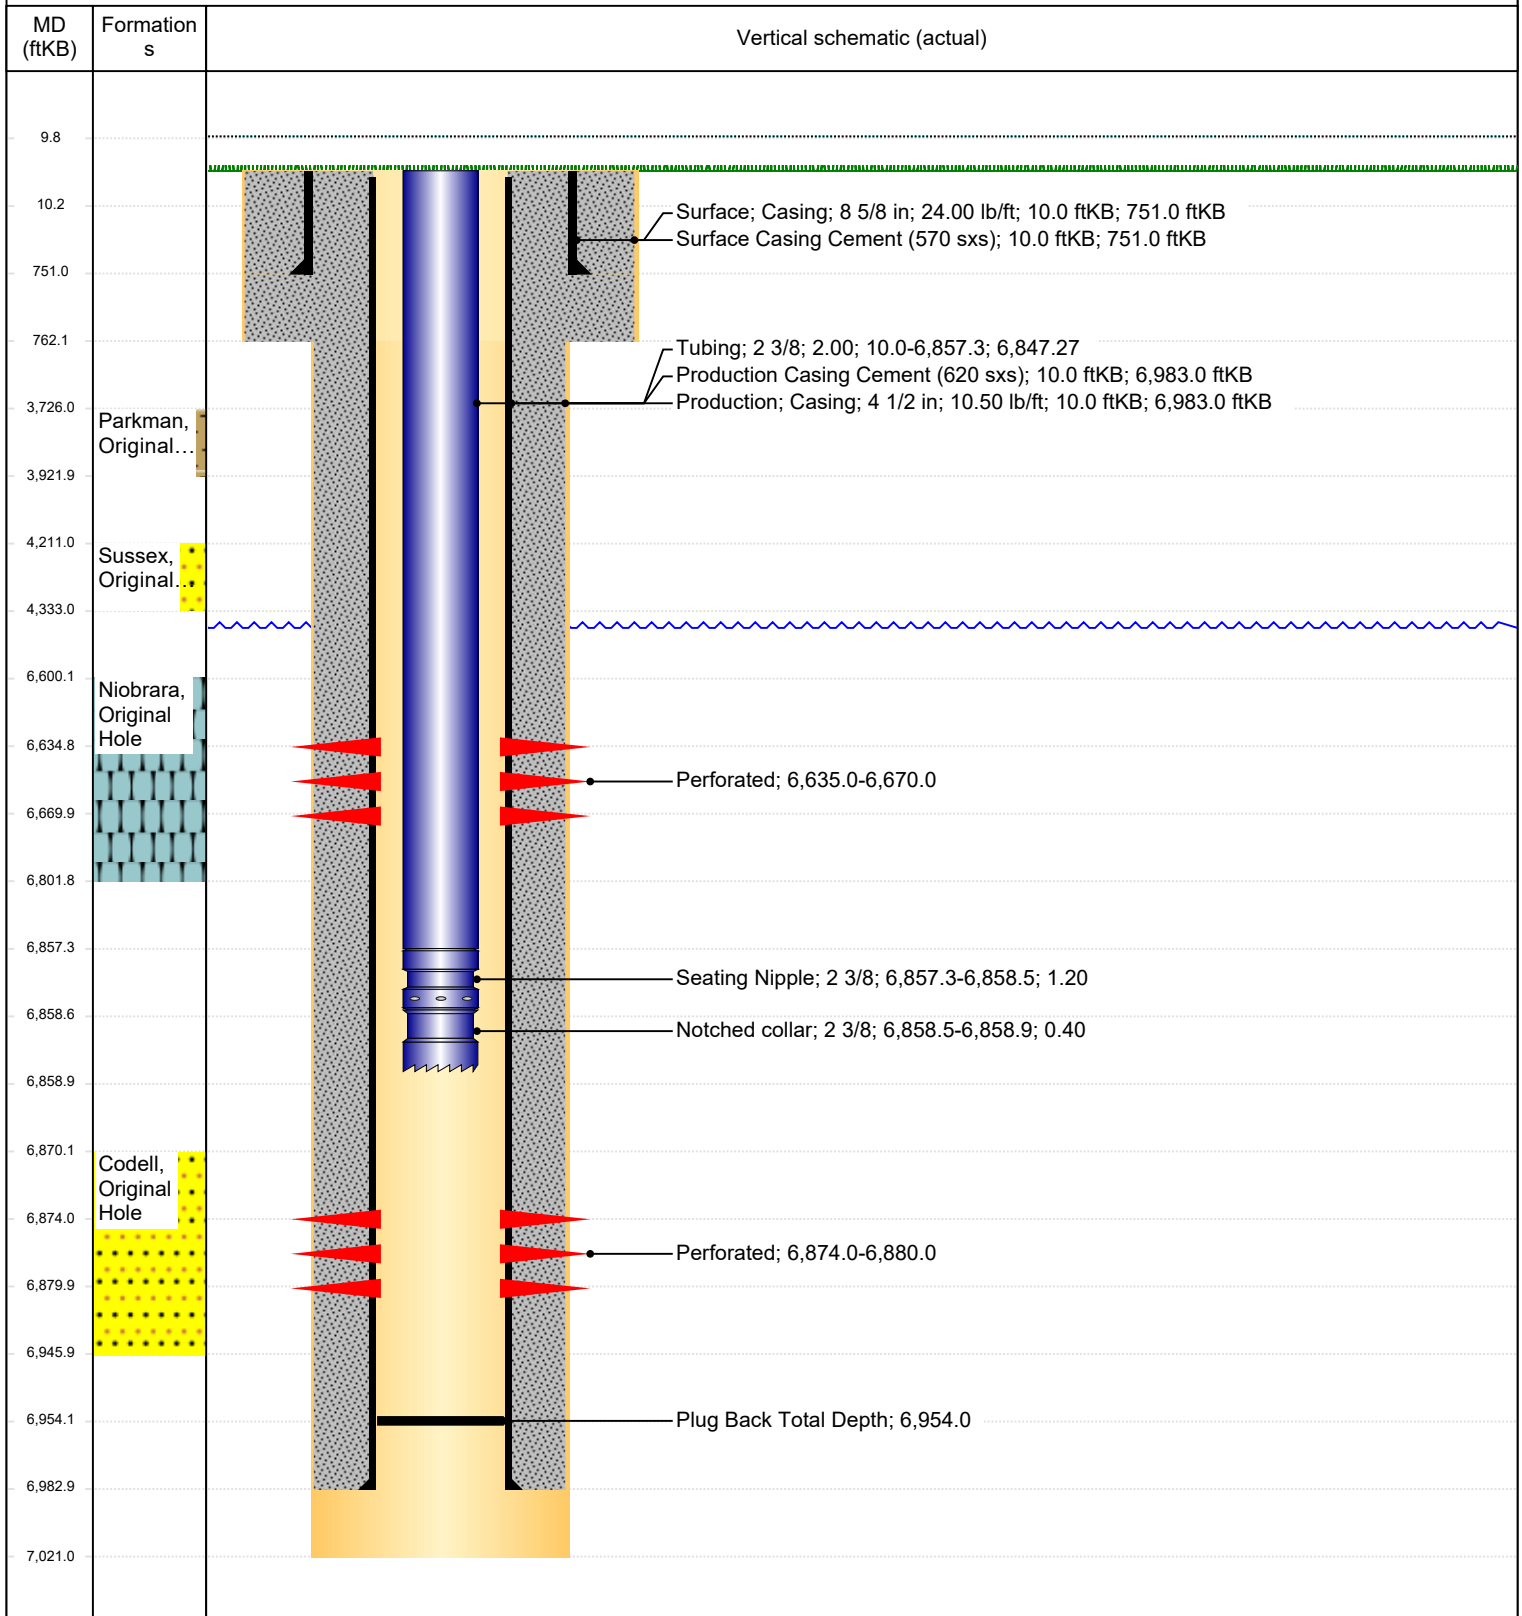 MD
(ftKB)
Formation
s
Vertical schematic (actual)
9.8
10.2
Surface; Casing; 8 5/8 in; 24.00 lb/ft; 10.0 ftKB; 751.0 ftKB
Surface Casing Cement (570 sxs); 10.0 ftKB; 751.0 ftKB
751.0
762.1
Tubing; 2 3/8; 2.00; 10.0-6,857.3; 6,847.27
Production Casing Cement (620 sxs); 10.0 ftKB; 6,983.0 ftKB
Production; Casing; 4 1/2 in; 10.50 lb/ft; 10.0 ftKB; 6,983.0 ftKB
3,726.0
Parkman,
Original…
3,921.9
4,211.0
Sussex,
Original…
4,333.0
6,600.1
Niobrara,
Original
Hole
6,634.8
Perforated; 6,635.0-6,670.0
6,669.9
6,801.8
6,857.3
Seating Nipple; 2 3/8; 6,857.3-6,858.5; 1.20
6,858.6
Notched collar; 2 3/8; 6,858.5-6,858.9; 0.40
6,858.9
6,870.1
Codell,
Original
Hole
6,874.0
Perforated; 6,874.0-6,880.0
6,879.9
6,945.9
6,954.1
Plug Back Total Depth; 6,954.0
6,982.9
7,021.0